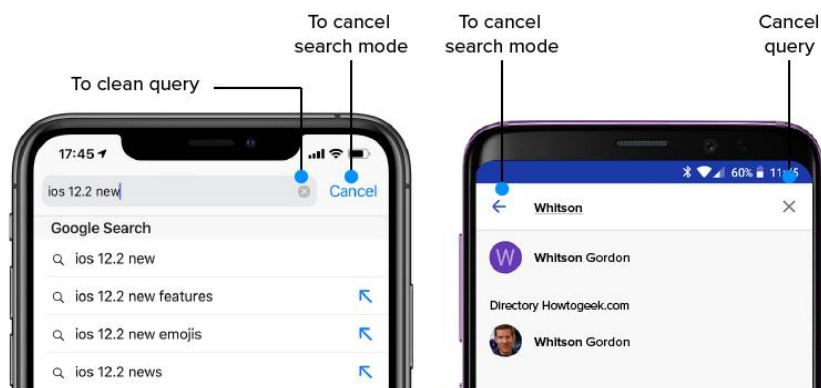 To cancel
search mode
To cancel
search mode
Cancel
query
To clean query
17:45
ios 12.2 new
Cancel
Google Search
ios 12.2 new
ios 12.2 new features
ios 12.2 new emojis
ios 12.2 news
60% 11:45
Whitson
W
Whitson Gordon
Directory Howtogeek.com
Whitson Gordon